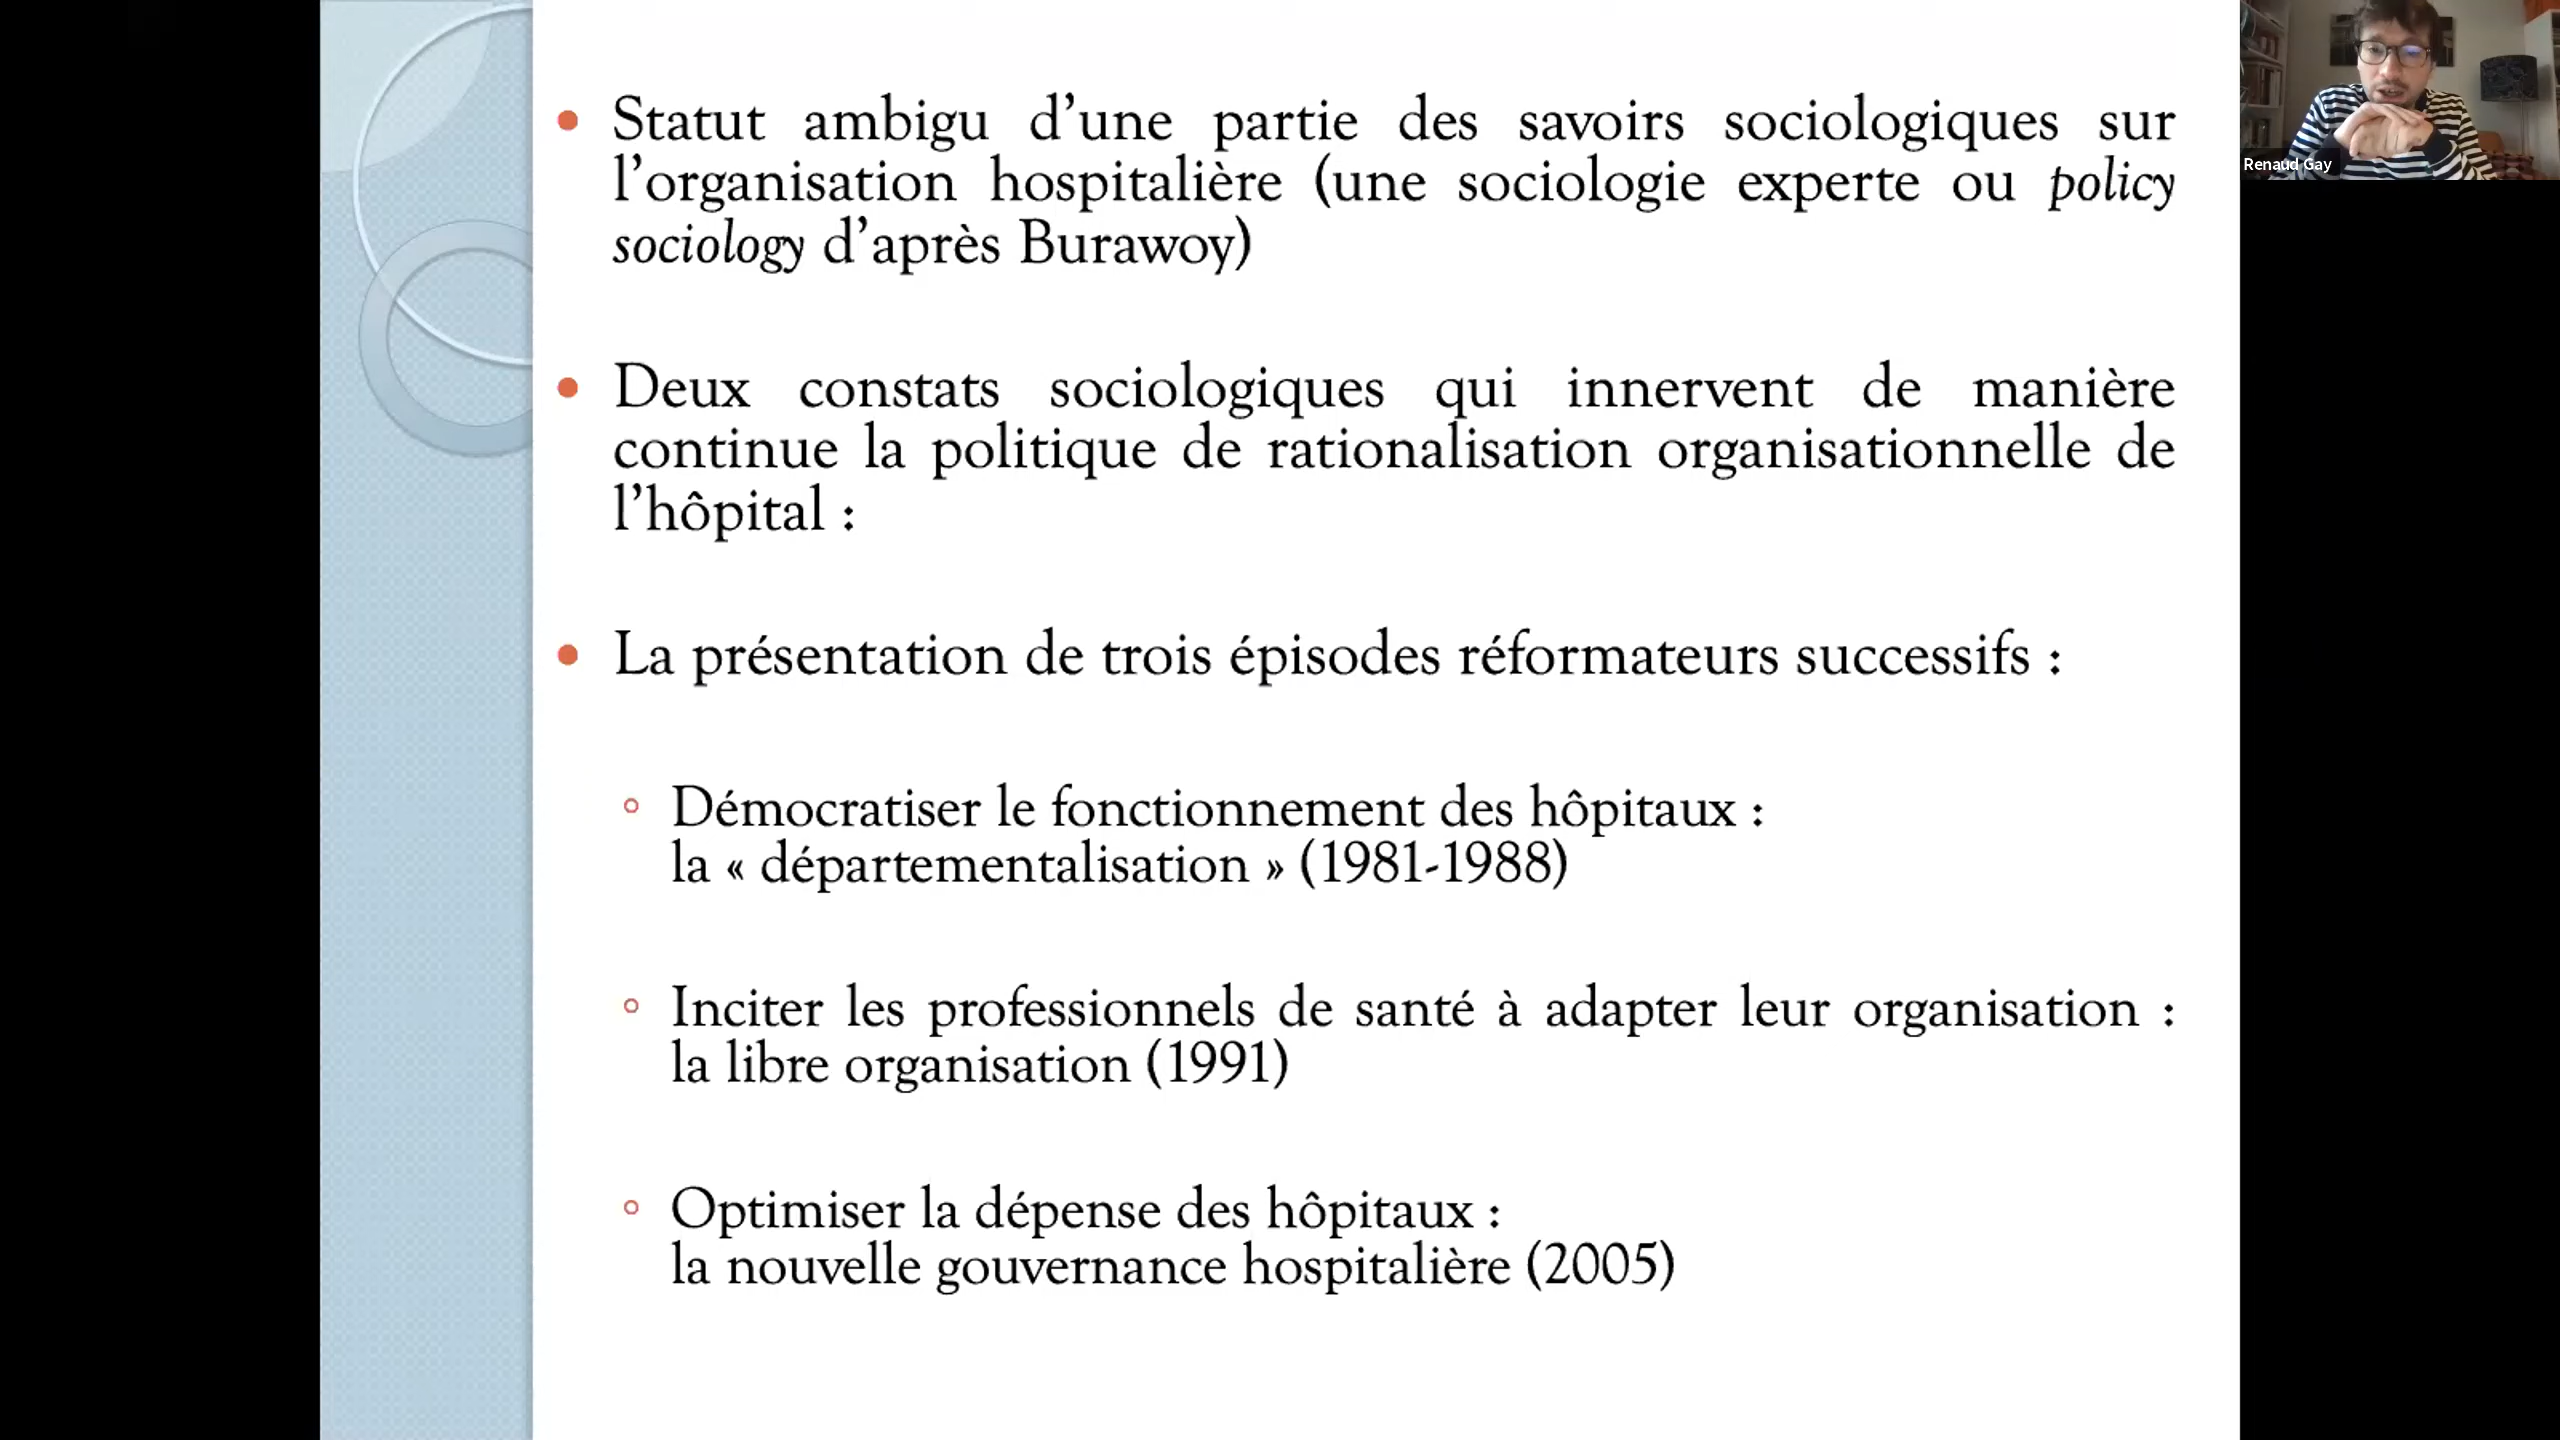 Statut ambigu d’une partie des savoirs sociologiques sur
l’organisation hospitalière (une sociologie experte ou policy
sociology d’après Burawoy)
Deux constats sociologiques qui innervent de manière
continue la politique de rationalisation organisationnelle de
l’hôpital :
La présentation de trois épisodes réformateurs successifs :
Démocratiser le fonctionnement des hôpitaux :
la « départementalisation » (1981-1988)
Inciter les professionnels de santé à adapter leur organisation :
la libre organisation (1991)
Optimiser la dépense des hôpitaux :
la nouvelle gouvernance hospitalière (2005)
Renaud Gay